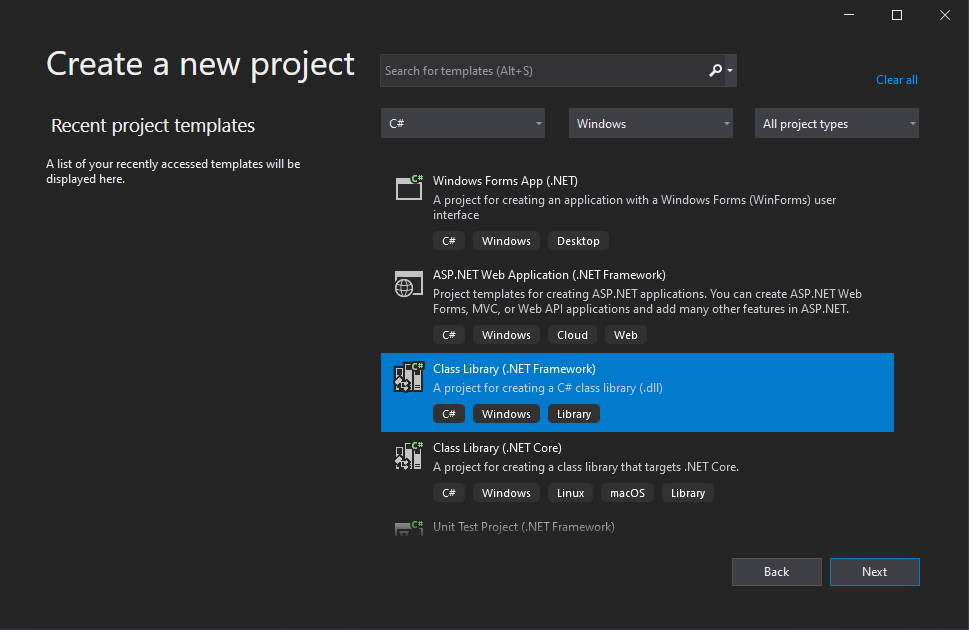 Create a new project
Search for templates (Alt+S)
Clear all
Recent project templates
A list of your recently accessed templates will be
displayed here.
C#
Windows
All project types
C#
Windows Forms App (.NET)
A project for creating an application with a Windows Forms (WinForms) user
interface
C# Windows Desktop
ASP.NET Web Application (.NET Framework)
Project templates for creating ASP.NET applications. You can create ASP.NET Web
Forms, MVC, or Web API applications and add many other features in ASP.NET.
C# Windows Cloud Web
C#
Class Library (.NET Framework)
A project for creating a C# class library (.dll)
C# Windows Library
C#
Class Library (.NET Core)
A project for creating a class library that targets .NET Core.
C# Windows Linux macOS Library
C#
Unit Test Project (.NET Framework)
Back
Next